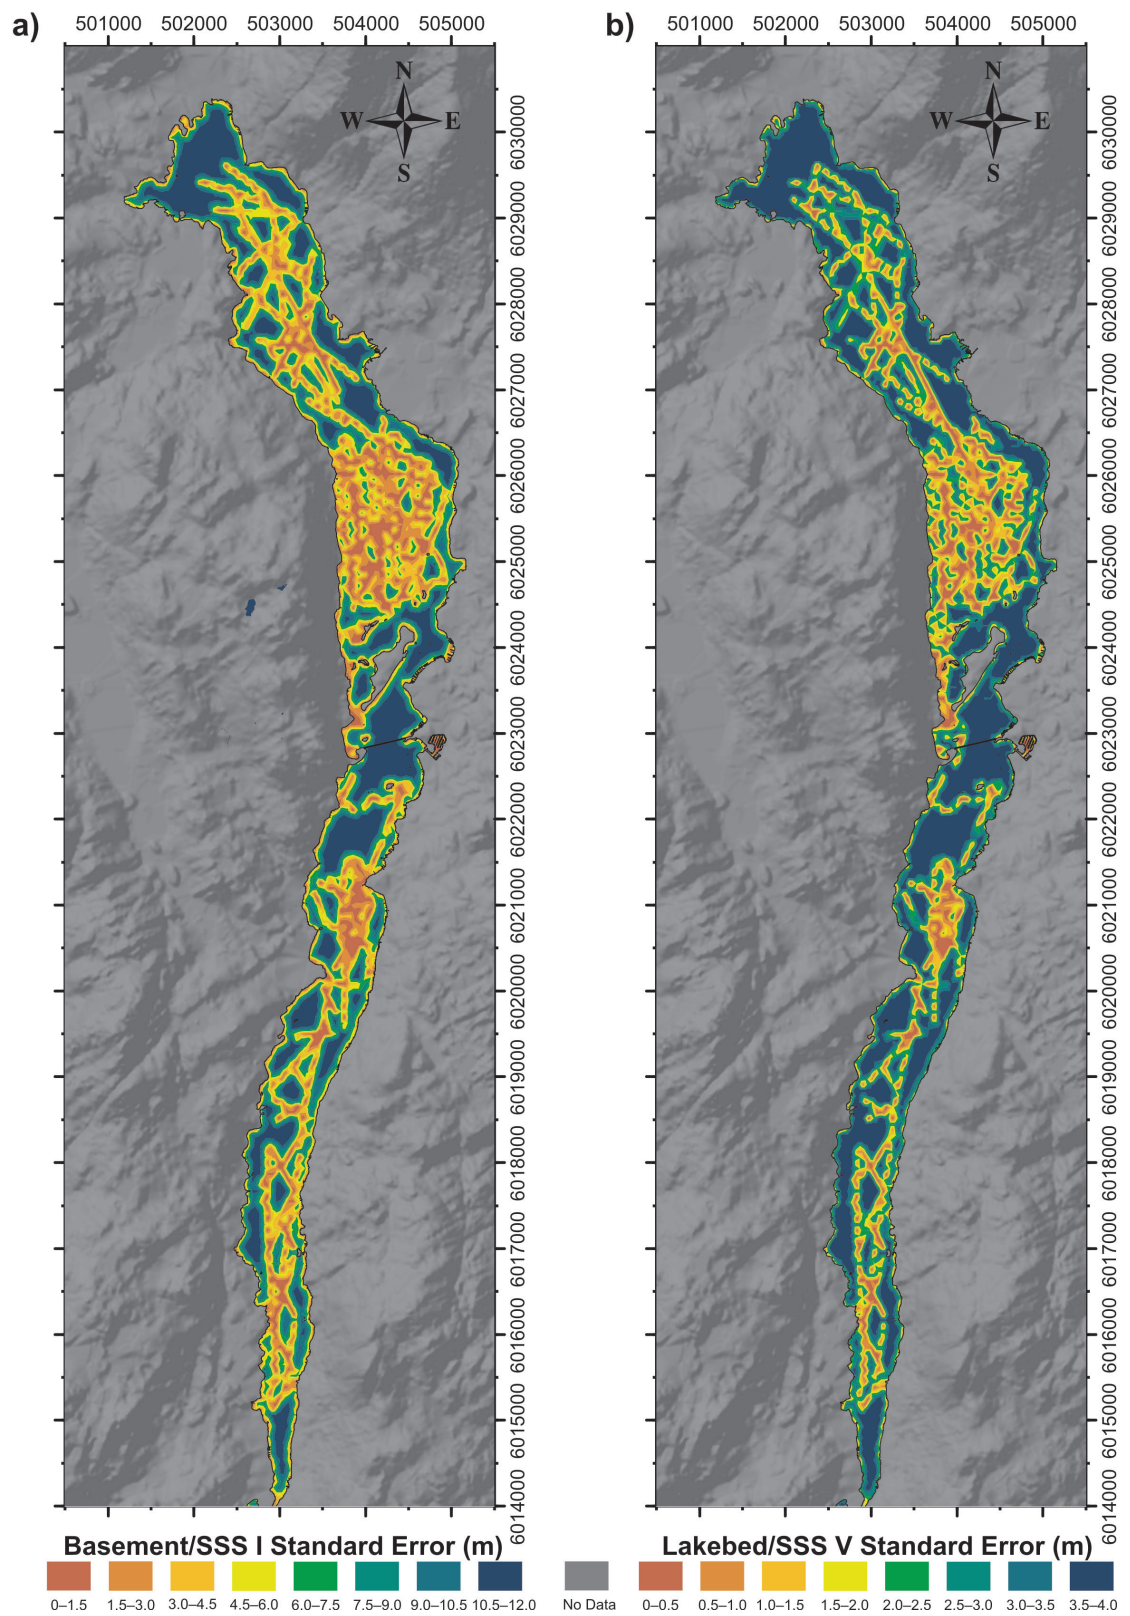 a)
501000 502000 503000 504000 505000
N
W E
S
6030000
6029000
6028000
6027000
6026000
6025000
6024000
6023000
6022000
6021000
6020000
6019000
6018000
6017000
6016000
6015000
6014000
Basement/SSS I Standard Error (m)
0–1.5 1.5–3.0 3.0–4.5 4.5–6.0 6.0–7.5 7.5–9.0 9.0–10.5 10.5–12.0
No Data
b)
501000 502000 503000 504000 505000
N
W E
S
6030000
6029000
6028000
6027000
6026000
6025000
6024000
6023000
6022000
6021000
6020000
6019000
6018000
6017000
6016000
6015000
6014000
Lakebed/SSS V Standard Error (m)
0–0.5 0.5–1.0 1.0–1.5 1.5–2.0 2.0–2.5 2.5–3.0 3.0–3.5 3.5–4.0